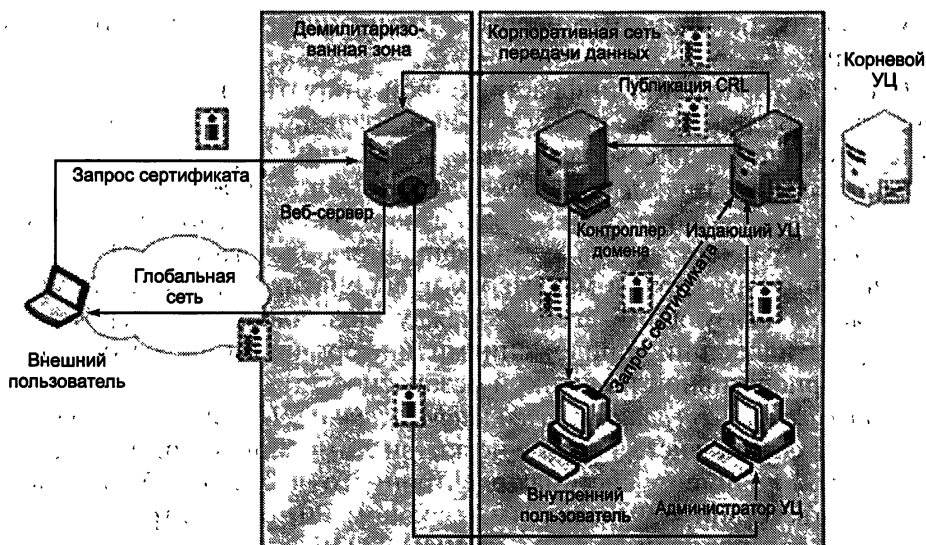 Демилитаризо-
ванная зона
Корпоративная сеть
передачи данных
Корневой
УЦ
Публикация CRL
Запрос сертификата
Веб-сервер
Контроллер
домена
Издающий УЦ
Глобальная
сеть
Запрос сертификата
Внешний
пользователь
Внутренний
пользователь
Администратор УЦ